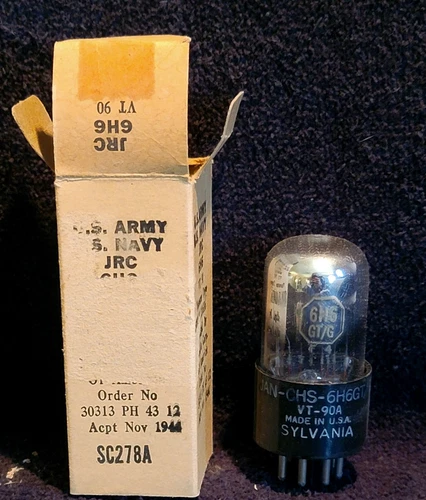 VT 90
6H6
JRC
U.S. ARMY
S. NAVY
JRC
Order No
30313 PH 43 12
Acpt Nov 1944
SC278A
6H6
GT/G
JAN-CHS-6H6GT
VT-90A
MADE IN U.S.A.
SYLVANIA